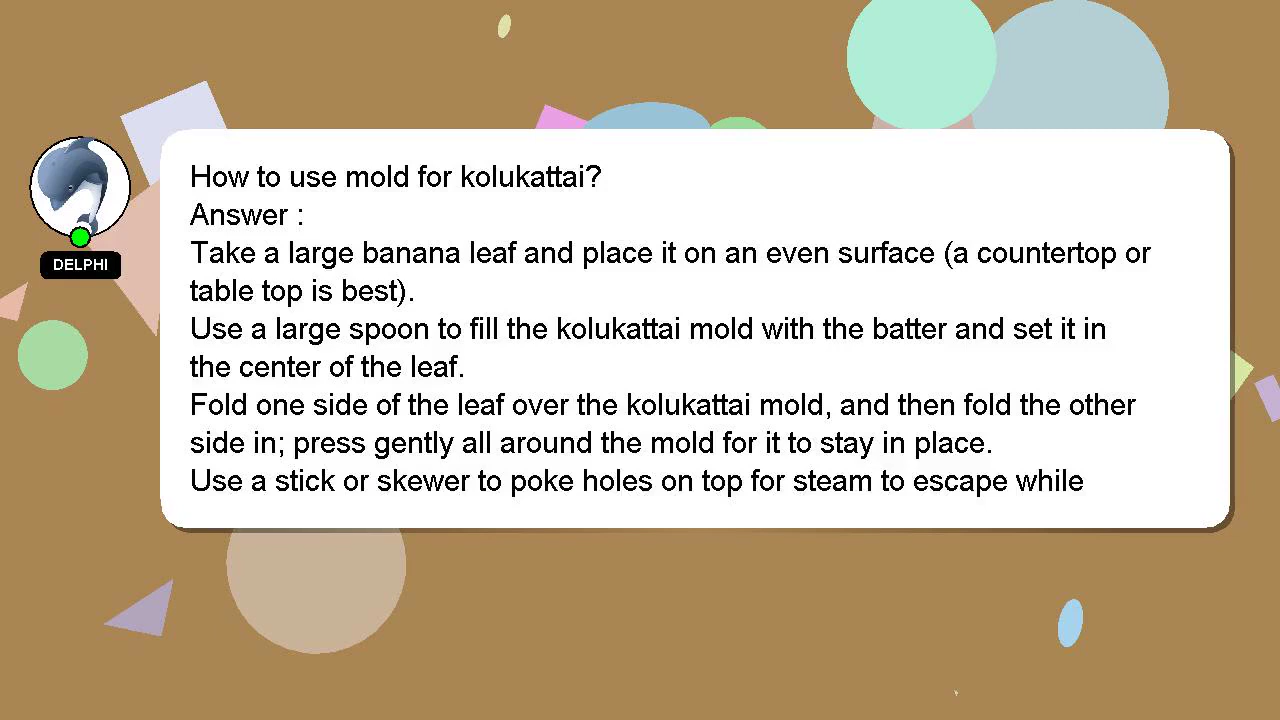 How to use mold for kolukattai?
Answer :
Take a large banana leaf and place it on an even surface (a countertop or
table top is best).
Use a large spoon to fill the kolukattai mold with the batter and set it in
the center of the leaf.
Fold one side of the leaf over the kolukattai mold, and then fold the other
side in; press gently all around the mold for it to stay in place.
Use a stick or skewer to poke holes on top for steam to escape while
DELPHI